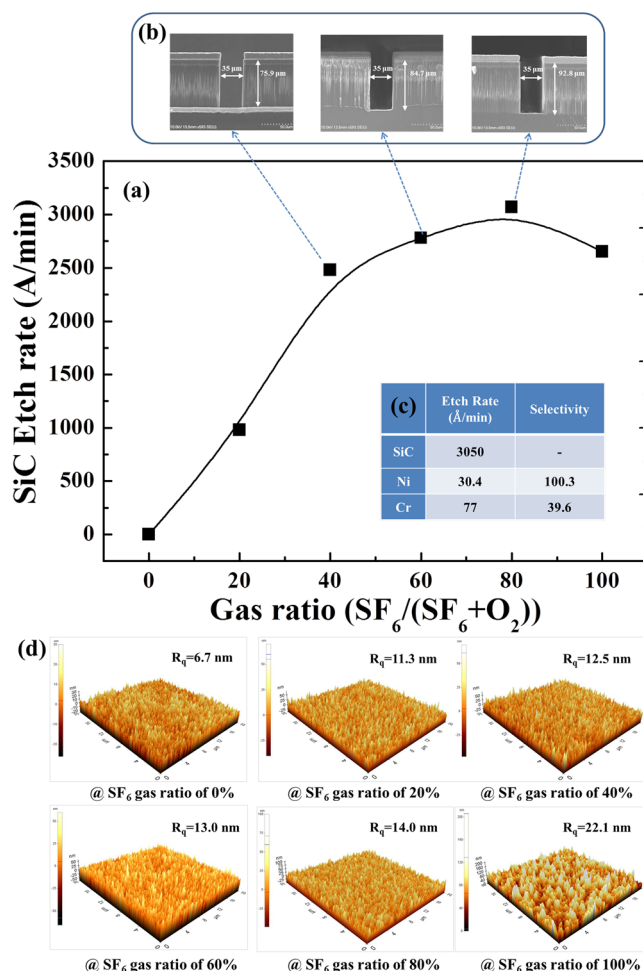 (b)
35 μm
75.9 μm
35 μm
84.7 μm
35 μm
92.8 μm
(a)
SiC Etch rate (A/min)
3500
3000
2500
2000
1500
1000
500
0
0 20 40 60 80 100
Gas ratio (SF6/(SF6+O2))
(c)
Etch Rate (Å/min) Selectivity
SiC 3050 -
Ni 30.4 100.3
Cr 77 39.6
(d)
Rq=6.7 nm
Rq=11.3 nm
Rq=12.5 nm
@ SF6 gas ratio of 0%
@ SF6 gas ratio of 20%
@ SF6 gas ratio of 40%
Rq=13.0 nm
Rq=14.0 nm
Rq=22.1 nm
@ SF6 gas ratio of 60%
@ SF6 gas ratio of 80%
@ SF6 gas ratio of 100%